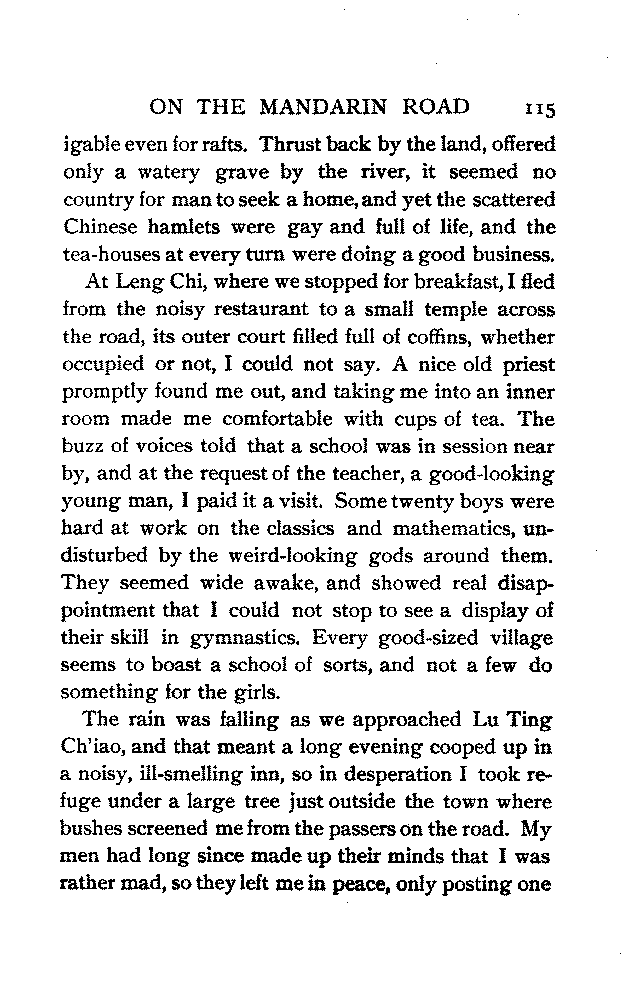 ON THE MANDARIN ROAD 115
igable even for rafts. Thrust back by the land, offered
only a watery grave by the river, it seemed no
country for man to seek a home, and yet the scattered
Chinese hamlets were gay and full of life, and the
tea-houses at every turn were doing a good business.
At Leng Chi, where we stopped for breakfast, I fled
from the noisy restaurant to a small temple across
the road, its outer court filled full of coffins, whether
occupied or not, I could not say. A nice old priest
promptly found me out, and taking me into an inner
room made me comfortable with cups of tea. The
buzz of voices told that a school was in session near
by, and at the request of the teacher, a good-looking
young man, I paid it a visit. Some twenty boys were
hard at work on the classics and mathematics, un-
disturbed by the weird-looking gods around them.
They seemed wide awake, and showed real disap-
pointment that I could not stop to see a display of
their skill in gymnastics. Every good-sized village
seems to boast a school of sorts, and not a few do
something for the girls.
The rain was falling as we approached Lu Ting
Ch'iao, and that meant a long evening cooped up in
a noisy, ill-smelling inn, so in desperation I took re-
fuge under a large tree just outside the town where
bushes screened me from the passers on the road. My
men had long since made up their minds that I was
rather mad, so they left me in peace, only posting one